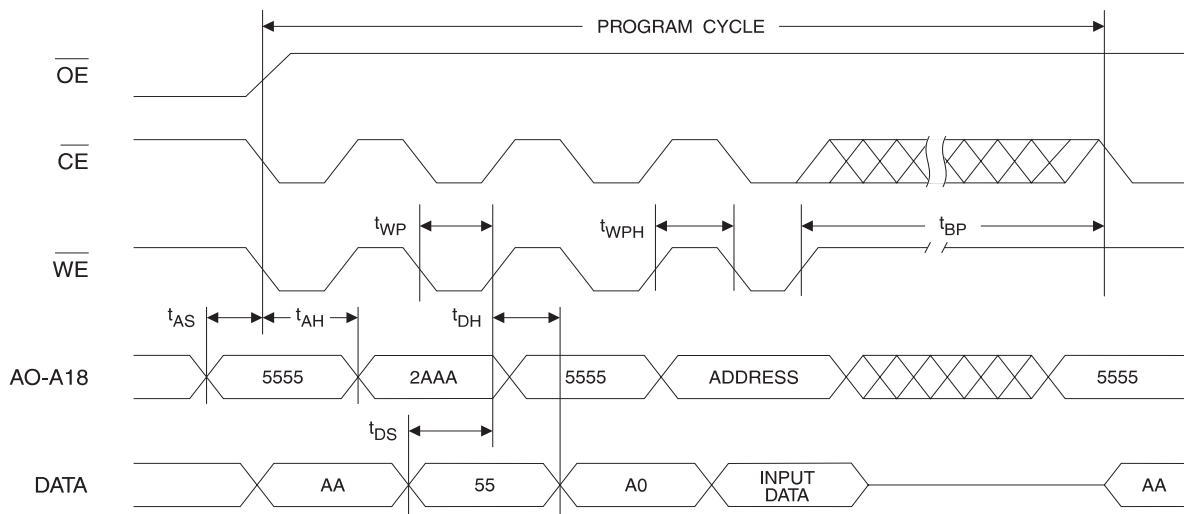 PROGRAM CYCLE
OE
CE
tWP
tWPH
tBP
WE
tAS
tAH
tDH
AO-A18
5555
2AAA
5555
ADDRESS
5555
tDS
DATA
AA
55
A0
INPUT
DATA
AA